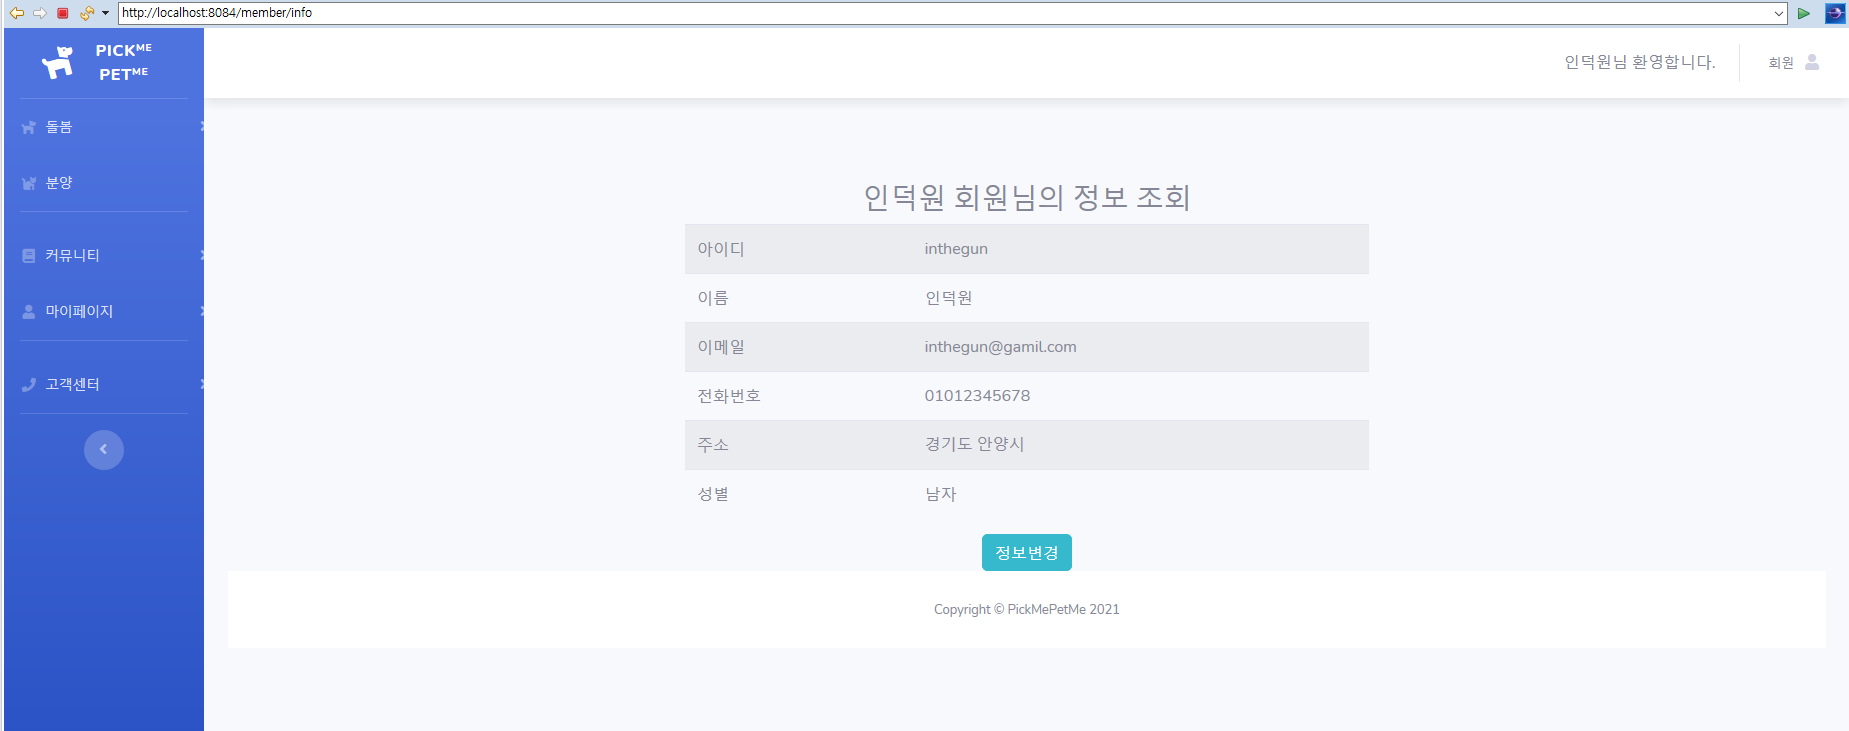 http://localhost:8084/member/info
PICKME
PETME
인덕원님 환영합니다.
회원
돌봄
분양
커뮤니티
마이페이지
고객센터
인덕원 회원님의 정보 조회
아이디 inthegun
이름 인덕원
이메일 inthegun@gamil.com
전화번호 01012345678
주소 경기도 안양시
성별 남자
정보변경
Copyright © PickMePetMe 2021